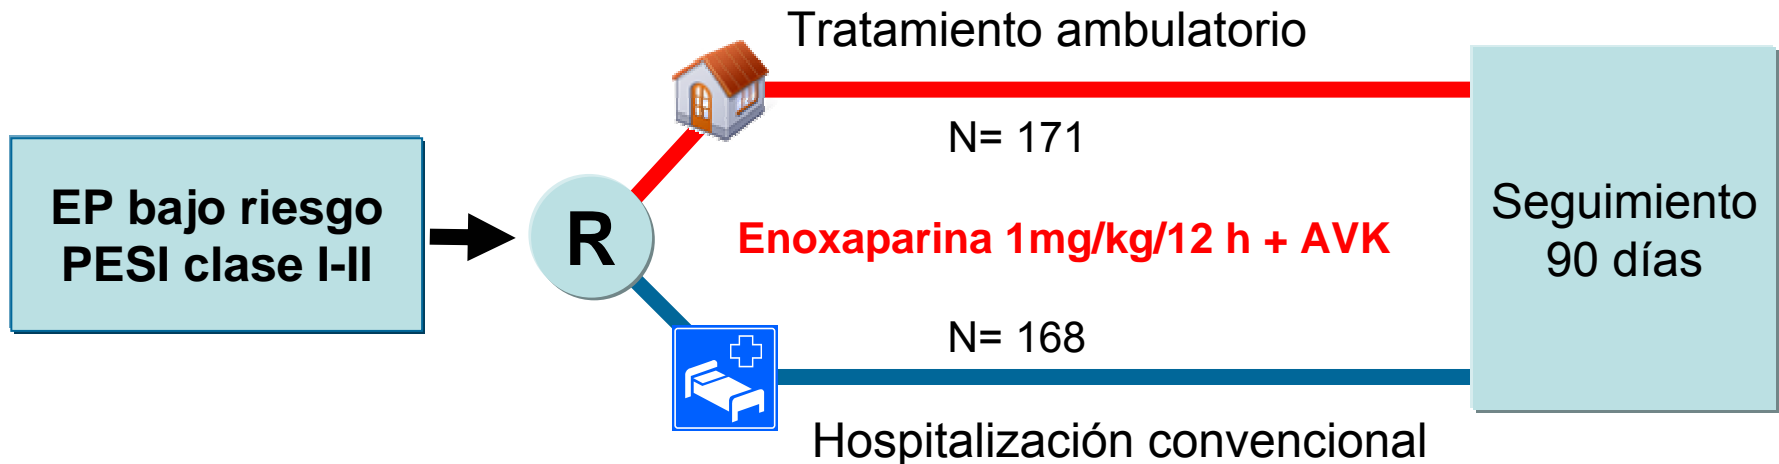 Tratamiento ambulatorio
N= 171
EP bajo riesgo
PESI clase I-II
R
Enoxaparina 1mg/kg/12 h + AVK
Seguimiento
90 días
N= 168
Hospitalización convencional